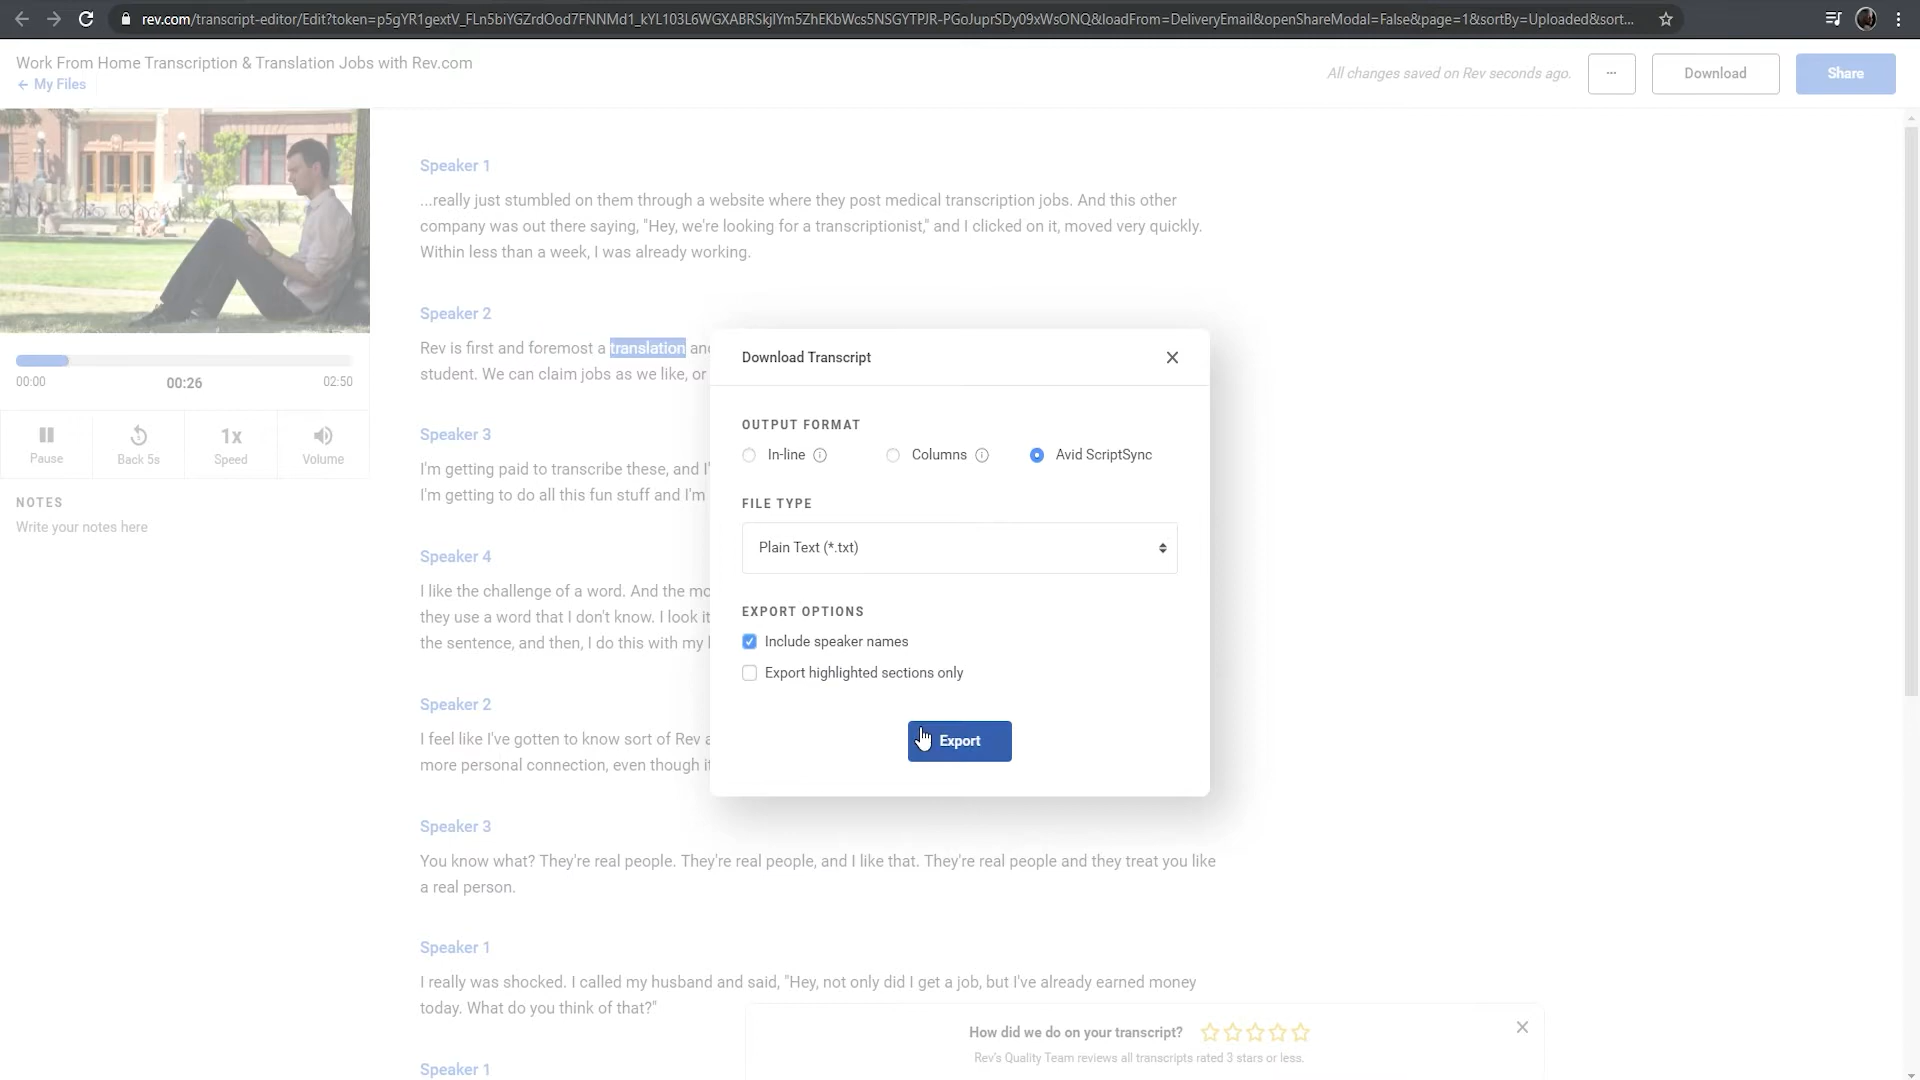 rev.com/transcript-editor/Edit?token=p5gYR1gextV_FLn5biYGZrdOod7FNNMd1_kYL103L6WGXABRSkjlYm5ZhEKbWcs5NSGYTPJR-PGoJuprSDy09xWsONQ&loadFrom=DeliveryEmail&openShareModal=False&page=1&sortBy=Uploaded&sort...
Work From Home Transcription & Translation Jobs with Rev.com
← My Files
All changes saved on Rev seconds ago.
...
Download
Share
Speaker 1
...really just stumbled on them through a website where they post medical transcription jobs. And this other
company was out there saying, "Hey, we're looking for a transcriptionist," and I clicked on it, moved very quickly.
Within less than a week, I was already working.
Speaker 2
Rev is first and foremost a translation and
student. We can claim jobs as we like, or
Speaker 3
I'm getting paid to transcribe these, and I'
I'm getting to do all this fun stuff and I'm
Speaker 4
I like the challenge of a word. And the mo
they use a word that I don't know. I look it
the sentence, and then, I do this with my
Speaker 2
I feel like I've gotten to know sort of Rev a
more personal connection, even though it
Speaker 3
You know what? They're real people. They're real people, and I like that. They're real people and they treat you like
a real person.
Speaker 1
I really was shocked. I called my husband and said, "Hey, not only did I get a job, but I've already earned money
today. What do you think of that?"
Speaker 1
00:00
00:26
02:50
Pause
5
Back 5s
1x
Speed
Volume
NOTES
Write your notes here
Download Transcript
OUTPUT FORMAT
In-line
Columns
Avid ScriptSync
FILE TYPE
Plain Text (*.txt)
EXPORT OPTIONS
Include speaker names
Export highlighted sections only
Export
How did we do on your transcript?
Rev's Quality Team reviews all transcripts rated 3 stars or less.